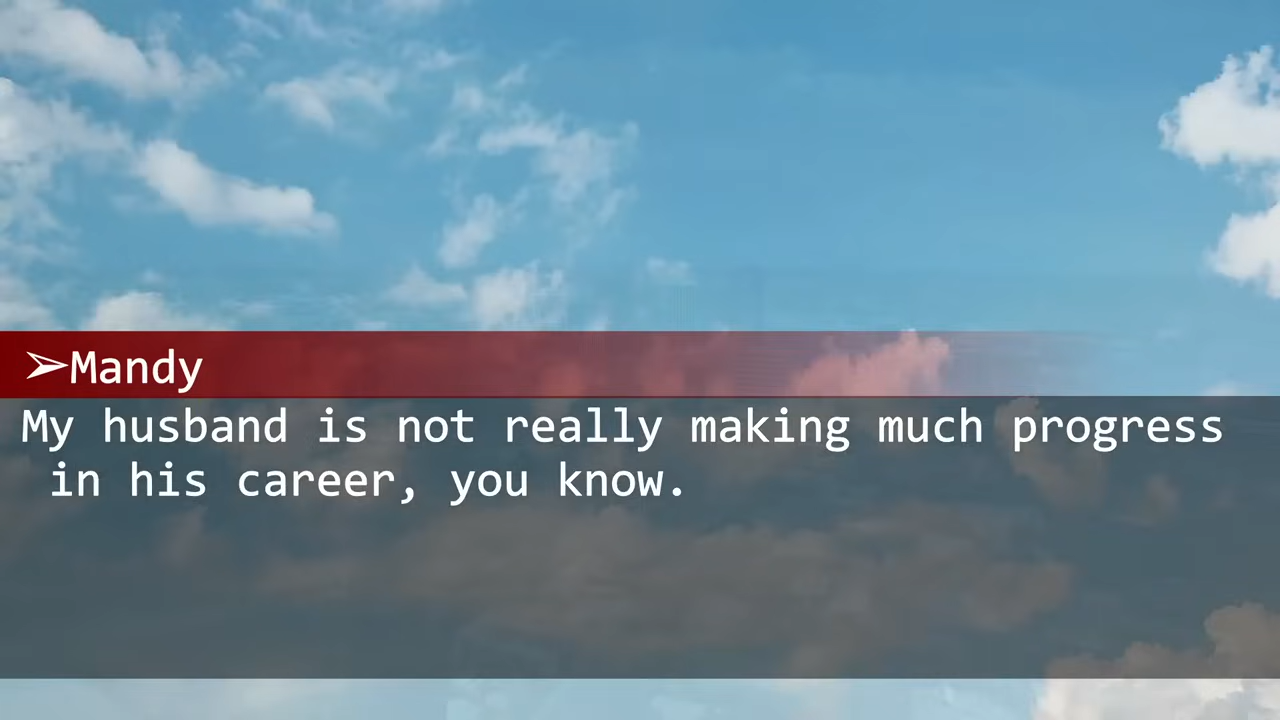 ➢Mandy
My husband is not really making much progress
in his career, you know.